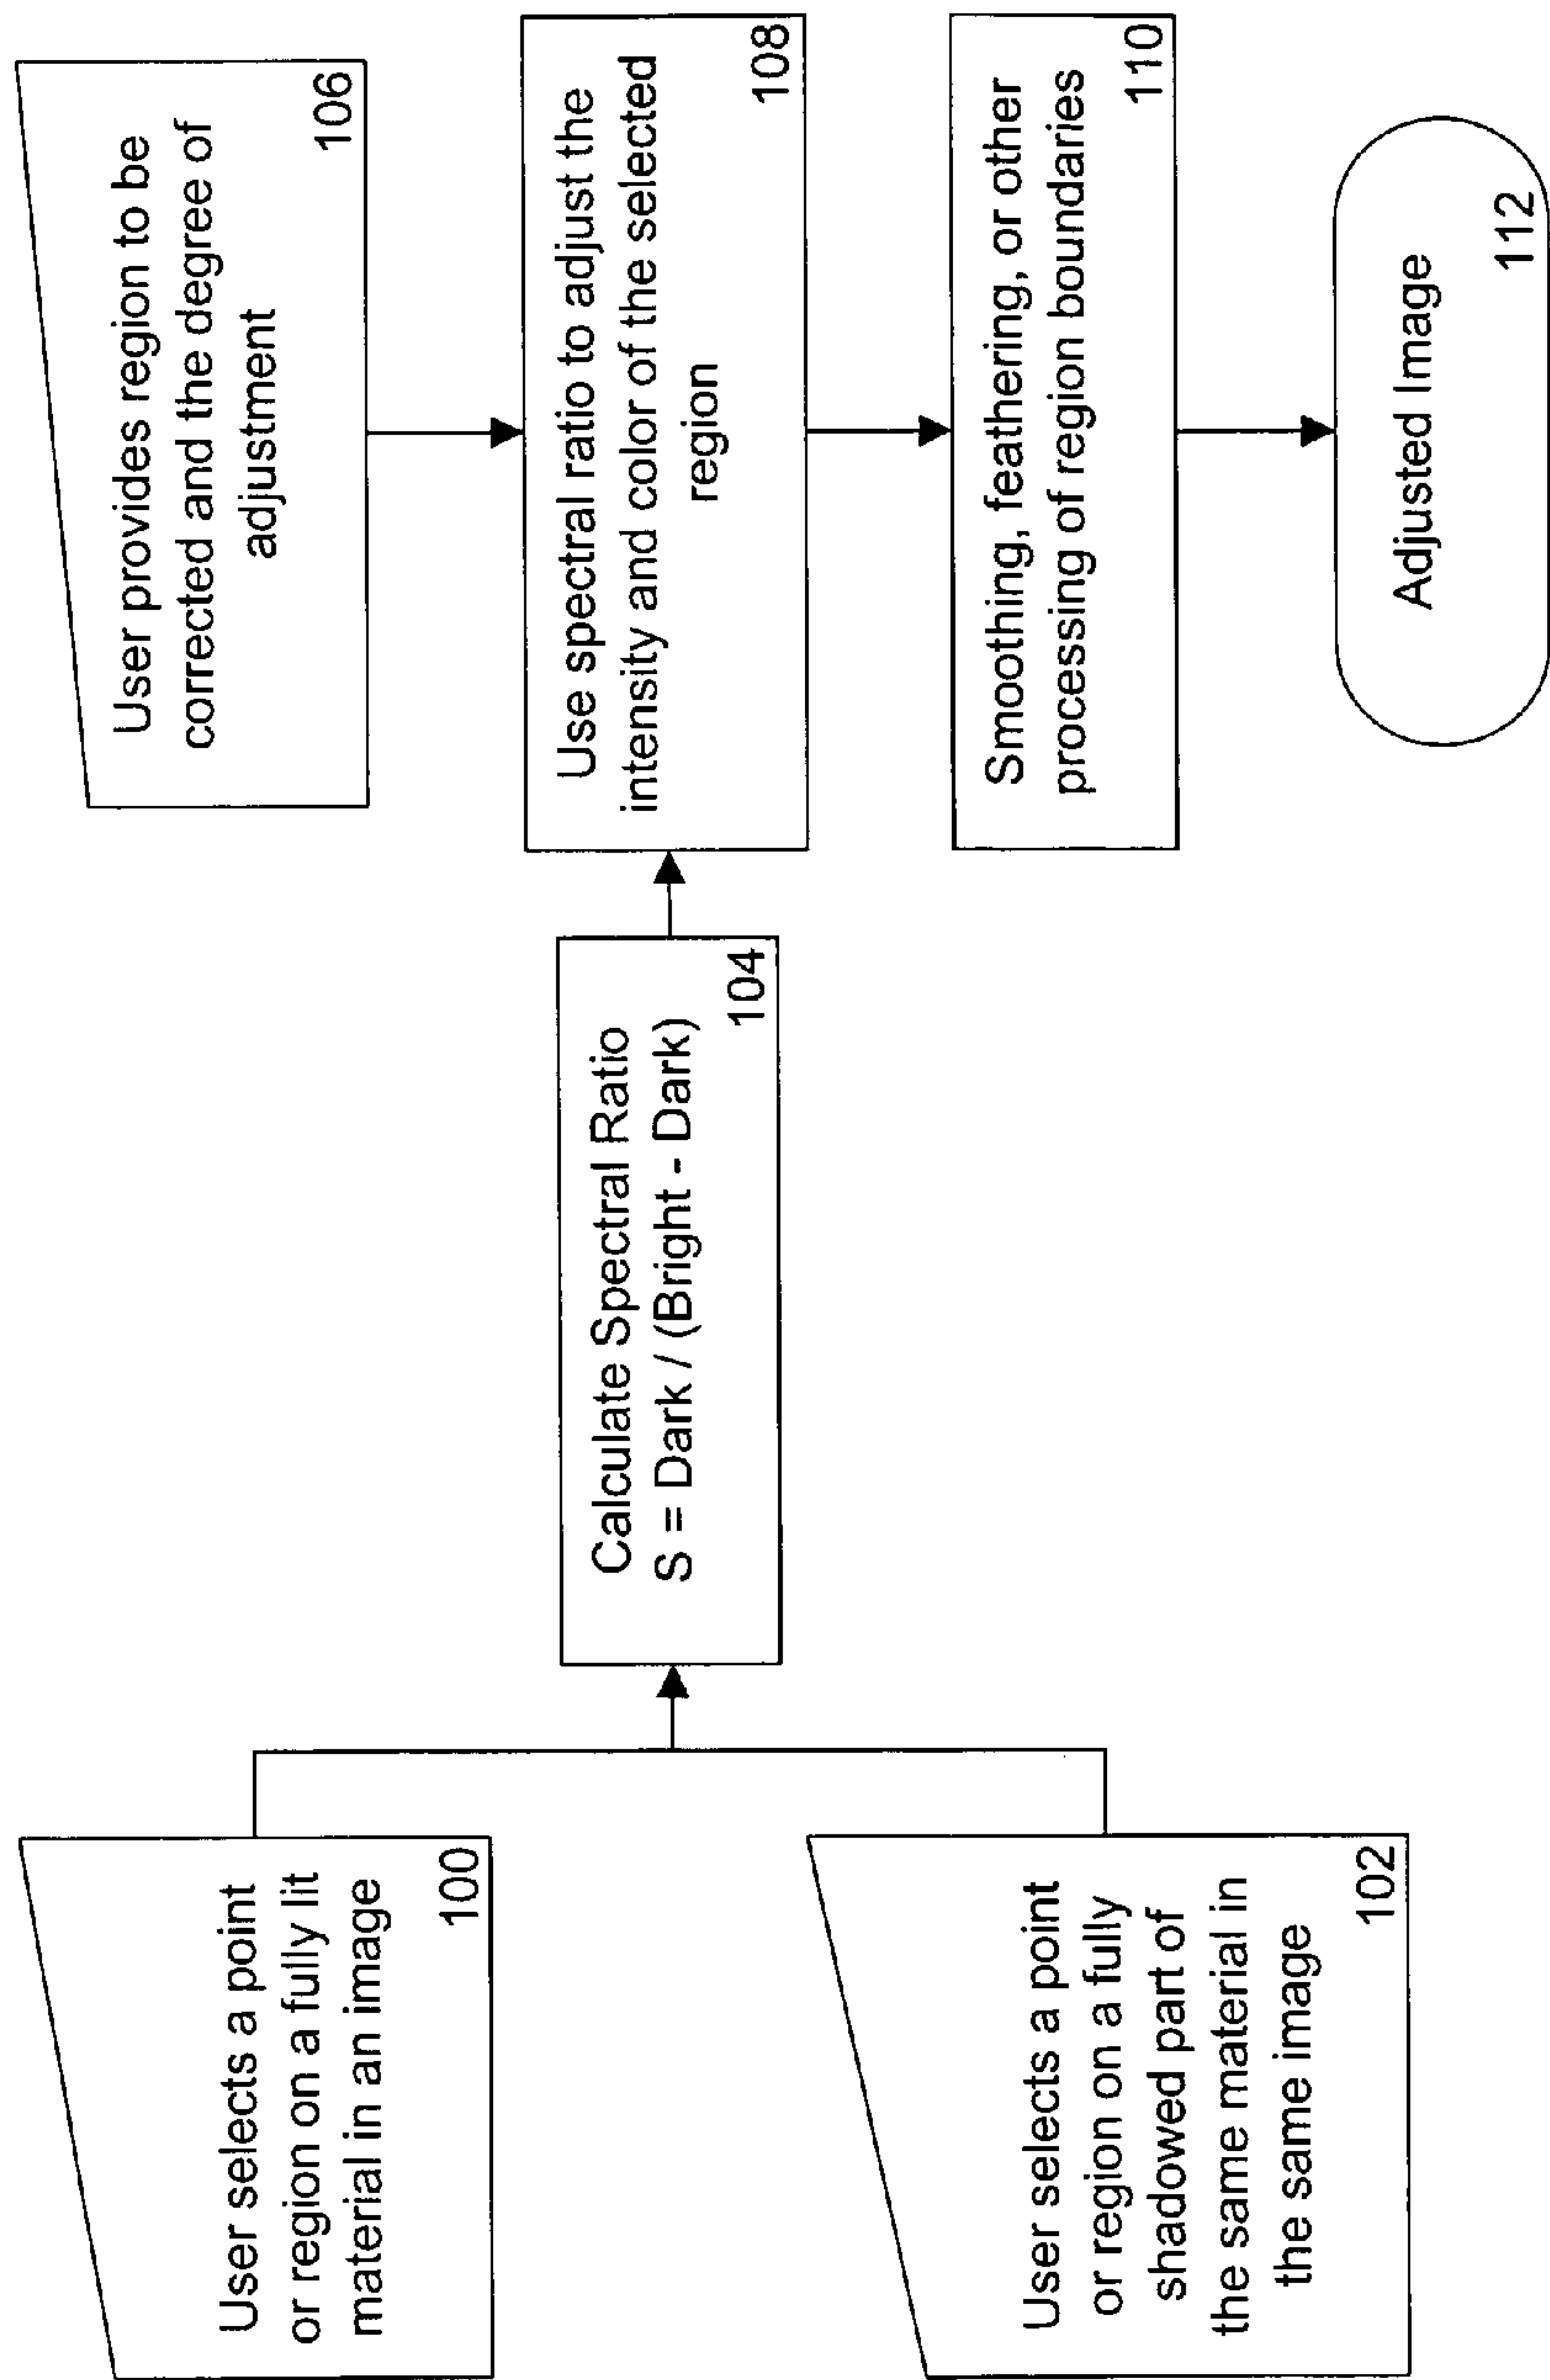 User selects a point
or region on a fully lit
material in an image
100
User selects a point
or region on a fully
shadowed part of
the same material in
the same image
102
Calculate Spectral Ratio
S = Dark / (Bright - Dark)
104
User provides region to be
corrected and the degree of
adjustment
106
Use spectral ratio to adjust the
intensity and color of the selected
region
108
Smoothing, feathering, or other
processing of region boundaries
110
Adjusted Image
112